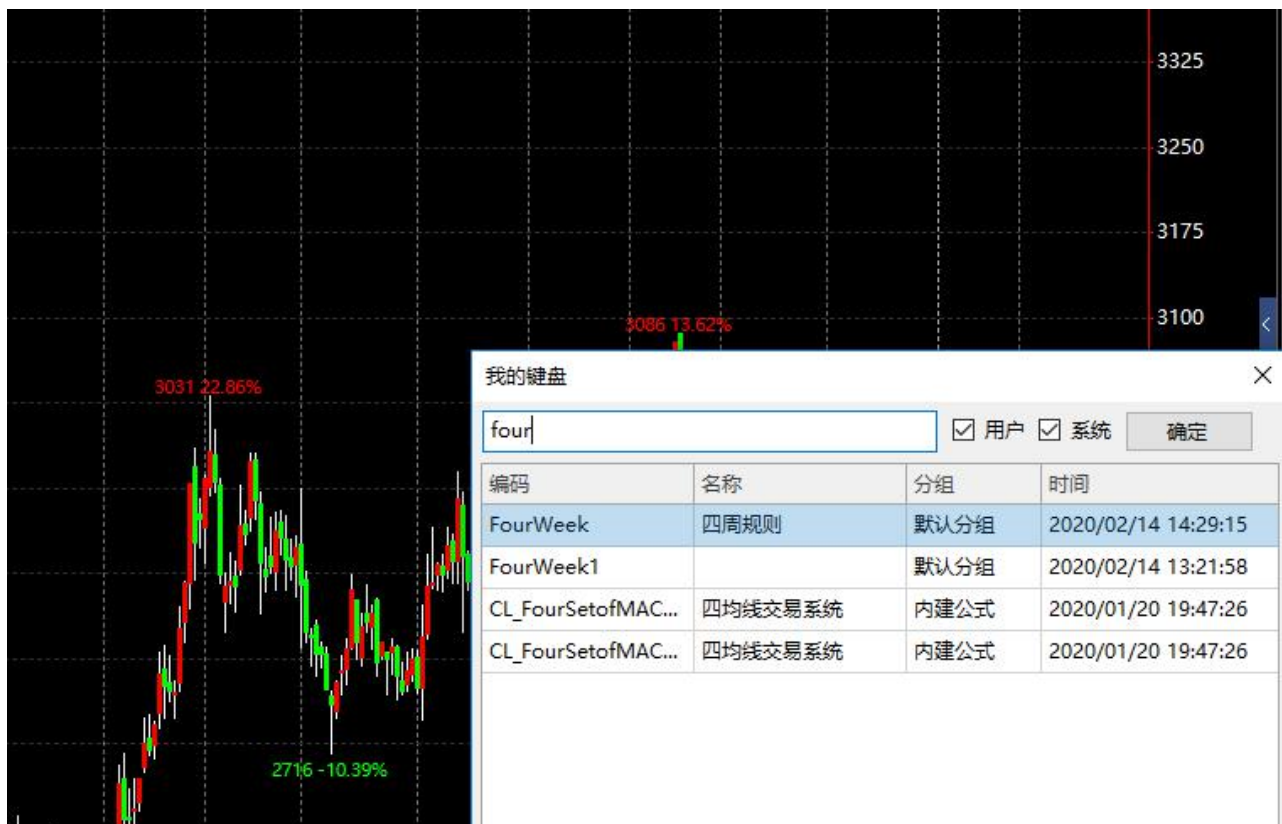 3325
3250
3175
3086 13.62%
3100
3031 22.86%
2716 -10.39%
我的键盘
four
用户 系统 确定
编码 名称 分组 时间
FourWeek 四周规则 默认分组 2020/02/14 14:29:15
FourWeek1 默认分组 2020/02/14 13:21:58
CL_FourSetofMAC... 四均线交易系统 内建公式 2020/01/20 19:47:26
CL_FourSetofMAC... 四均线交易系统 内建公式 2020/01/20 19:47:26